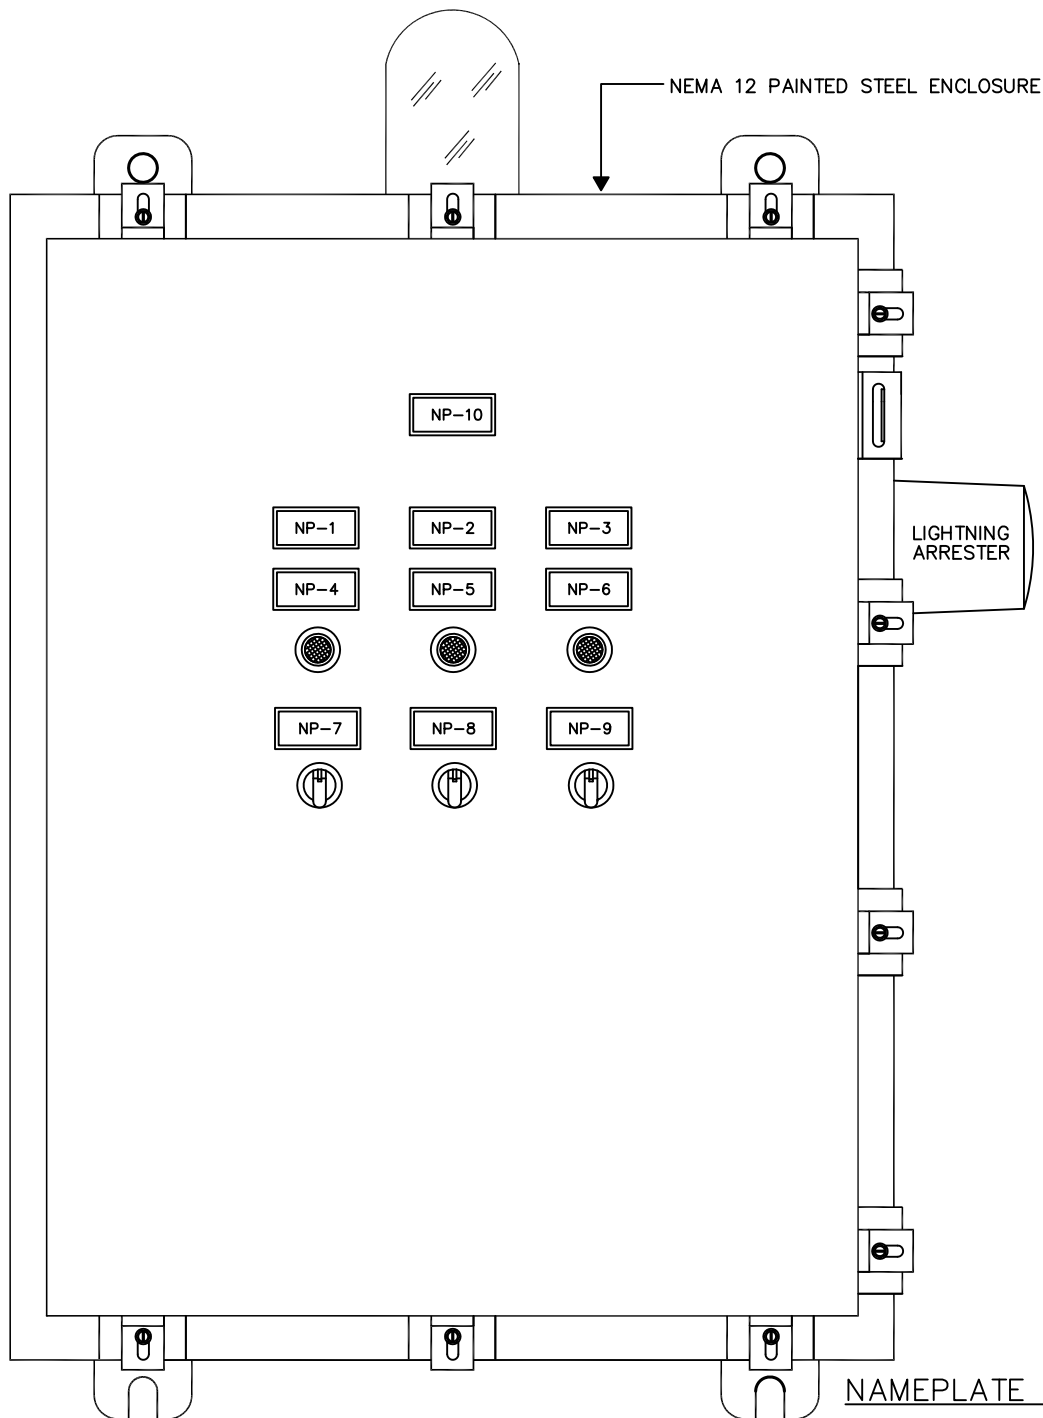 NEMA 12 PAINTED STEEL ENCLOSURE
NP-10
NP-1
NP-2
NP-3
LIGHTNING
ARRESTER
NP-4
NP-5
NP-6
NP-7
NP-8
NP-9
NAMEPLATE